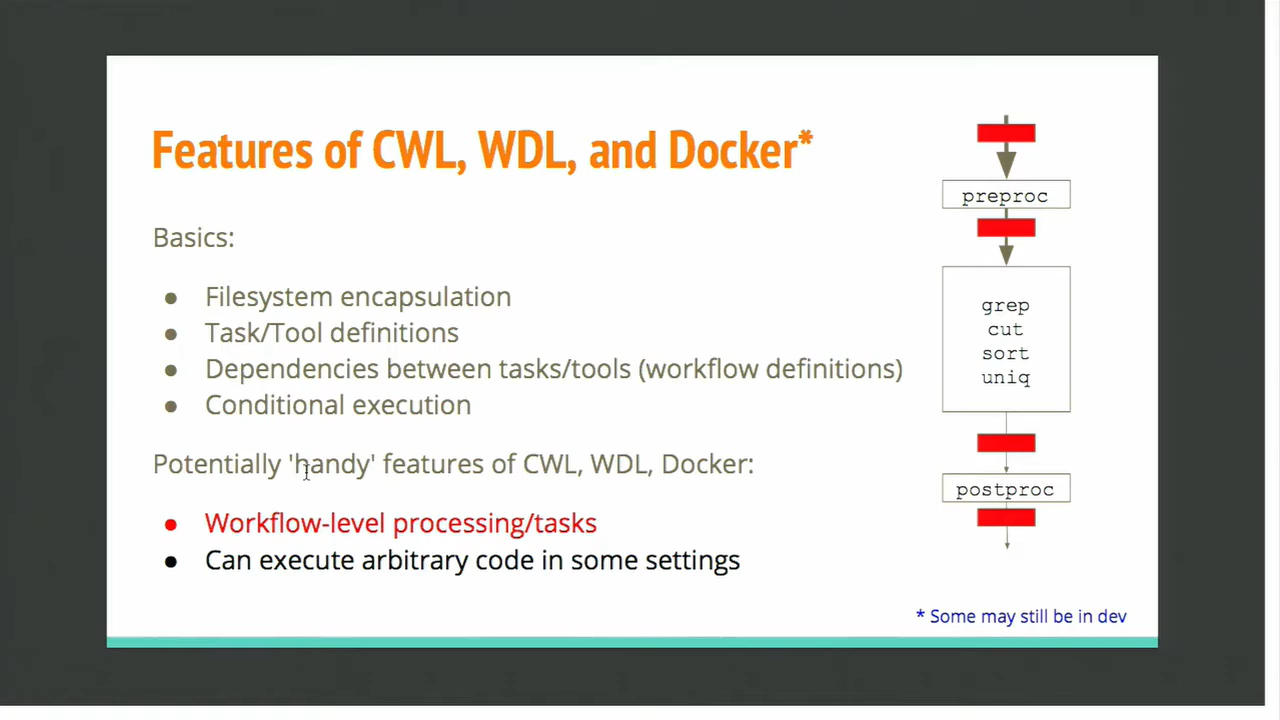 Features of CWL, WDL, and Docker*
Basics:
● Filesystem encapsulation
● Task/Tool definitions
● Dependencies between tasks/tools (workflow definitions)
● Conditional execution
Potentially 'handy' features of CWL, WDL, Docker:
● Workflow-level processing/tasks
● Can execute arbitrary code in some settings
preproc
grep
cut
sort
uniq
postproc
* Some may still be in dev